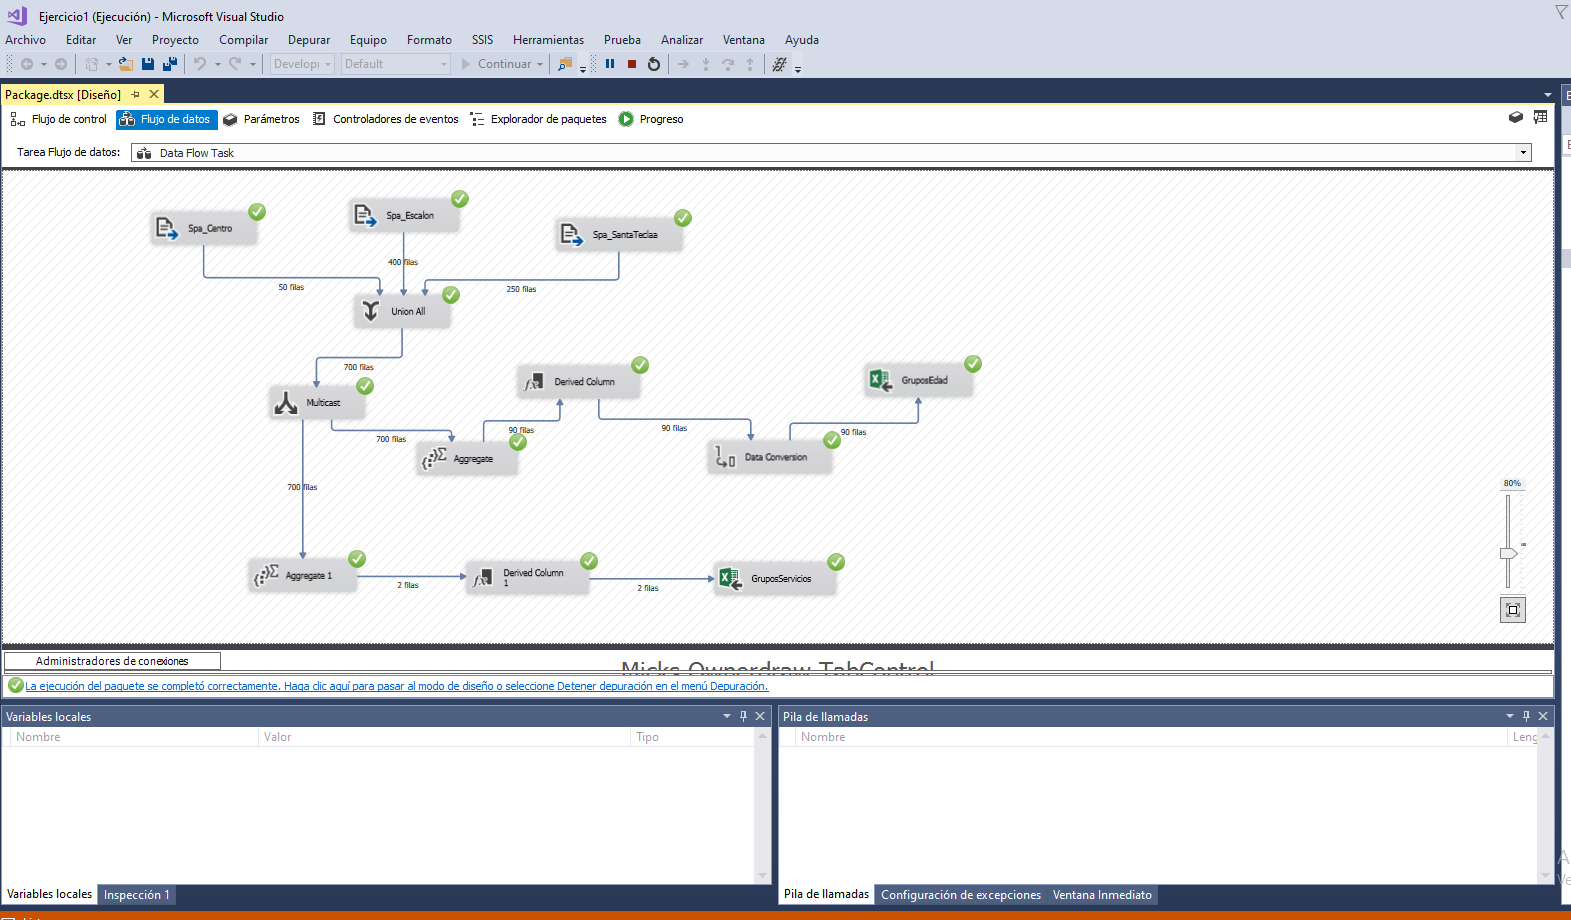 Ejercicio1 (Ejecución) - Microsoft Visual Studio
Archivo Editar Ver Proyecto Compilar Depurar Equipo Formato SSIS Herramientas Prueba Analizar Ventana Ayuda
Developi Default Continuar
Package.dtsx [Diseño]
Flujo de control Flujo de datos Parámetros Controladores de eventos Explorador de paquetes Progreso
Tarea Flujo de datos: Data Flow Task
Spa_Centro
Spa_Escalon
Spa_SantaTeclaa
400 filas
50 filas
250 filas
Union All
700 filas
Derived Column
GruposEdad
Multicast
700 filas
90 filas
90 filas
90 filas
Aggregate
Data Conversion
700 filas
80%
Aggregate 1
2 filas
Derived Column
1
2 filas
GruposServicios
Administradores de conexiones
Micks Ownerdraw TabControl
La ejecución del paquete se completó correctamente. Haga clic aquí para pasar al modo de diseño o seleccione Detener depuración en el menú Depuración.
Variables locales
Nombre Valor Tipo
Pila de llamadas
Nombre Leng
Variables locales Inspección 1
Pila de llamadas Configuración de excepciones Ventana Inmediato